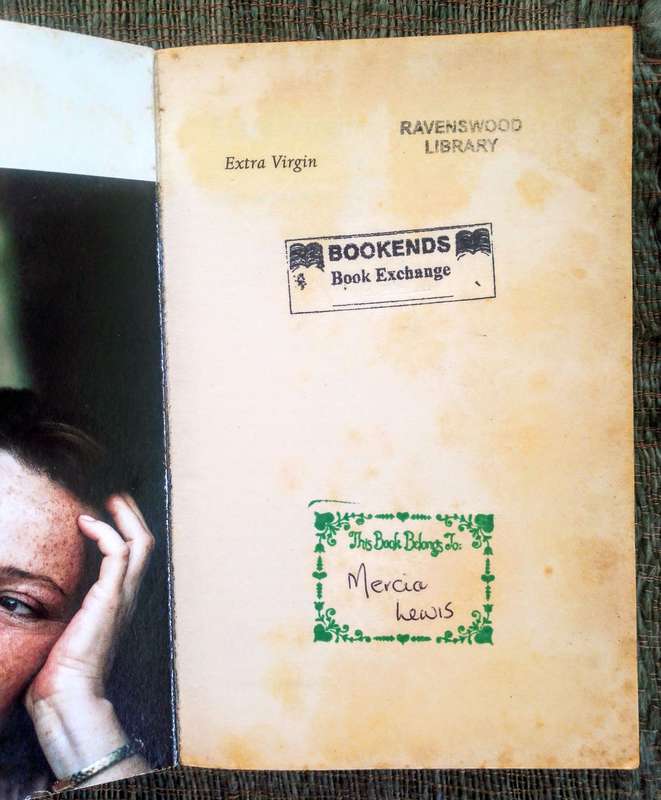 RAVENSWOOD
LIBRARY
Extra Virgin
BOOKENDS
Book Exchange
This Book Belongs To:
Mercia
Lewis